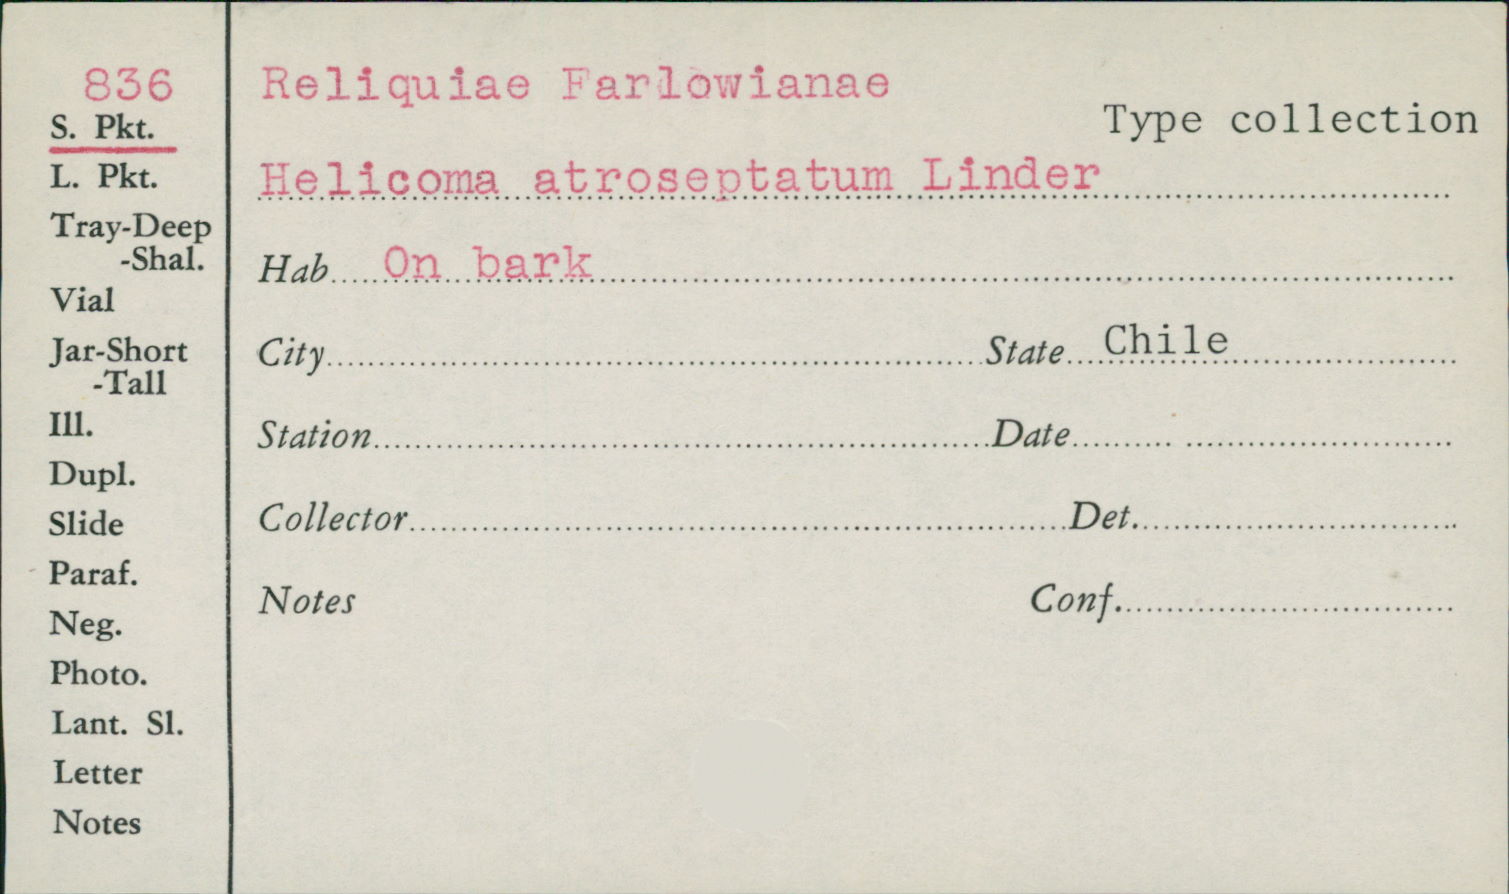 836
S. Pkt.
L. Pkt.
Tray-Deep
-Shal.
Vial
Jar-Short
-Tall
Ill.
Dupl.
Slide
Paraf.
Neg.
Photo.
Lant. Sl.
Letter
Notes
Reliquiae Farlowianae
Type collection
Helicoma atroseptatum Linder
Hab On bark
City State Chile
Station Date
Collector Det.
Notes Conf.